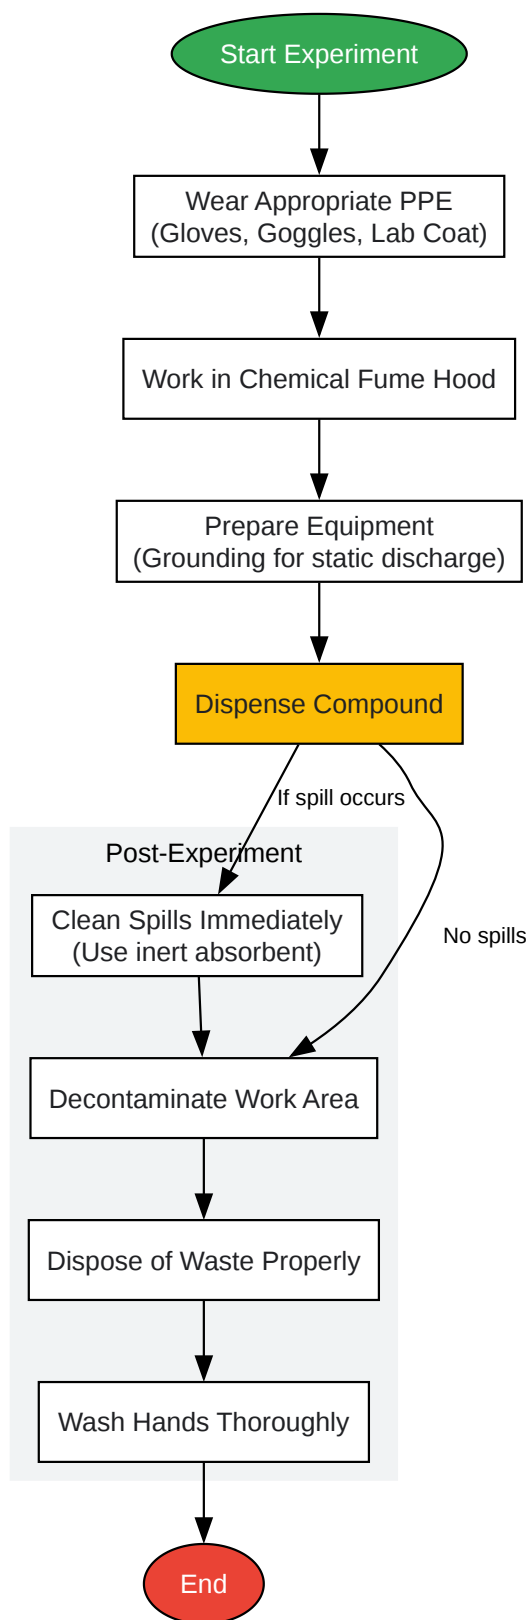 Start Experiment
Wear Appropriate PPE
(Gloves, Goggles, Lab Coat)
Work in Chemical Fume Hood
Prepare Equipment
(Grounding for static discharge)
Dispense Compound
If spill occurs
Post-Experiment
Clean Spills Immediately
(Use inert absorbent)
No spills
Decontaminate Work Area
Dispose of Waste Properly
Wash Hands Thoroughly
End